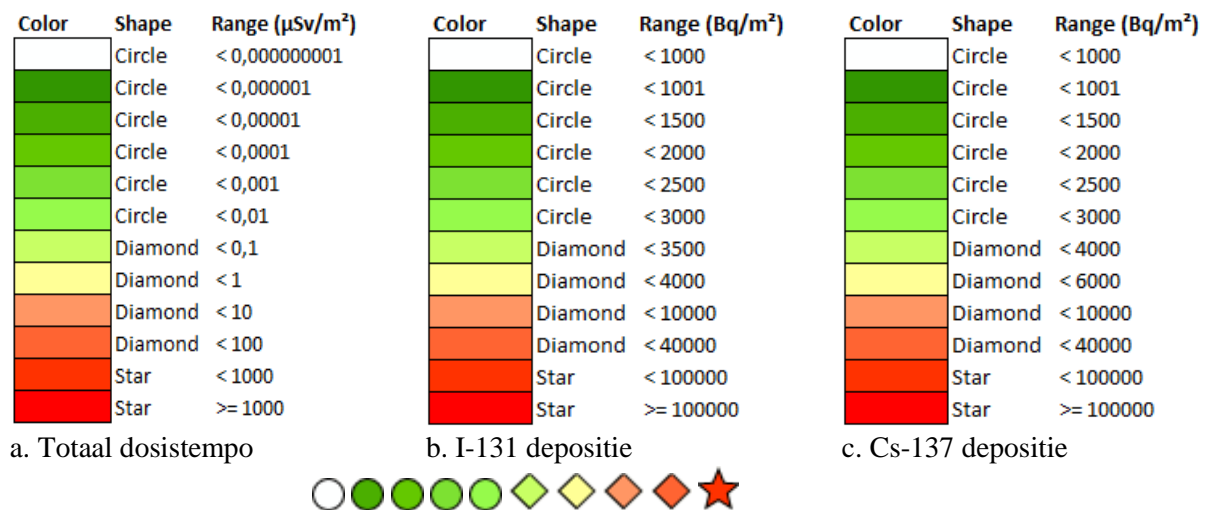 Color Shape Range (µSv/m²) Color Shape Range (Bq/m²) Color Shape Range (Bq/m²)
Circle < 0,000000001 Circle < 1000 Circle < 1000
Circle < 0,000001 Circle < 1001 Circle < 1001
Circle < 0,00001 Circle < 1500 Circle < 1500
Circle < 0,0001 Circle < 2000 Circle < 2000
Circle < 0,001 Circle < 2500 Circle < 2500
Circle < 0,01 Circle < 3000 Circle < 3000
Diamond < 0,1 Diamond < 3500 Diamond < 4000
Diamond < 1 Diamond < 4000 Diamond < 6000
Diamond < 10 Diamond < 10000 Diamond < 10000
Diamond < 100 Diamond < 40000 Diamond < 40000
Star < 1000 Star < 100000 Star < 100000
Star >= 1000 Star >= 100000 Star >= 100000
a. Totaal dosistempo b. I-131 depositie c. Cs-137 depositie